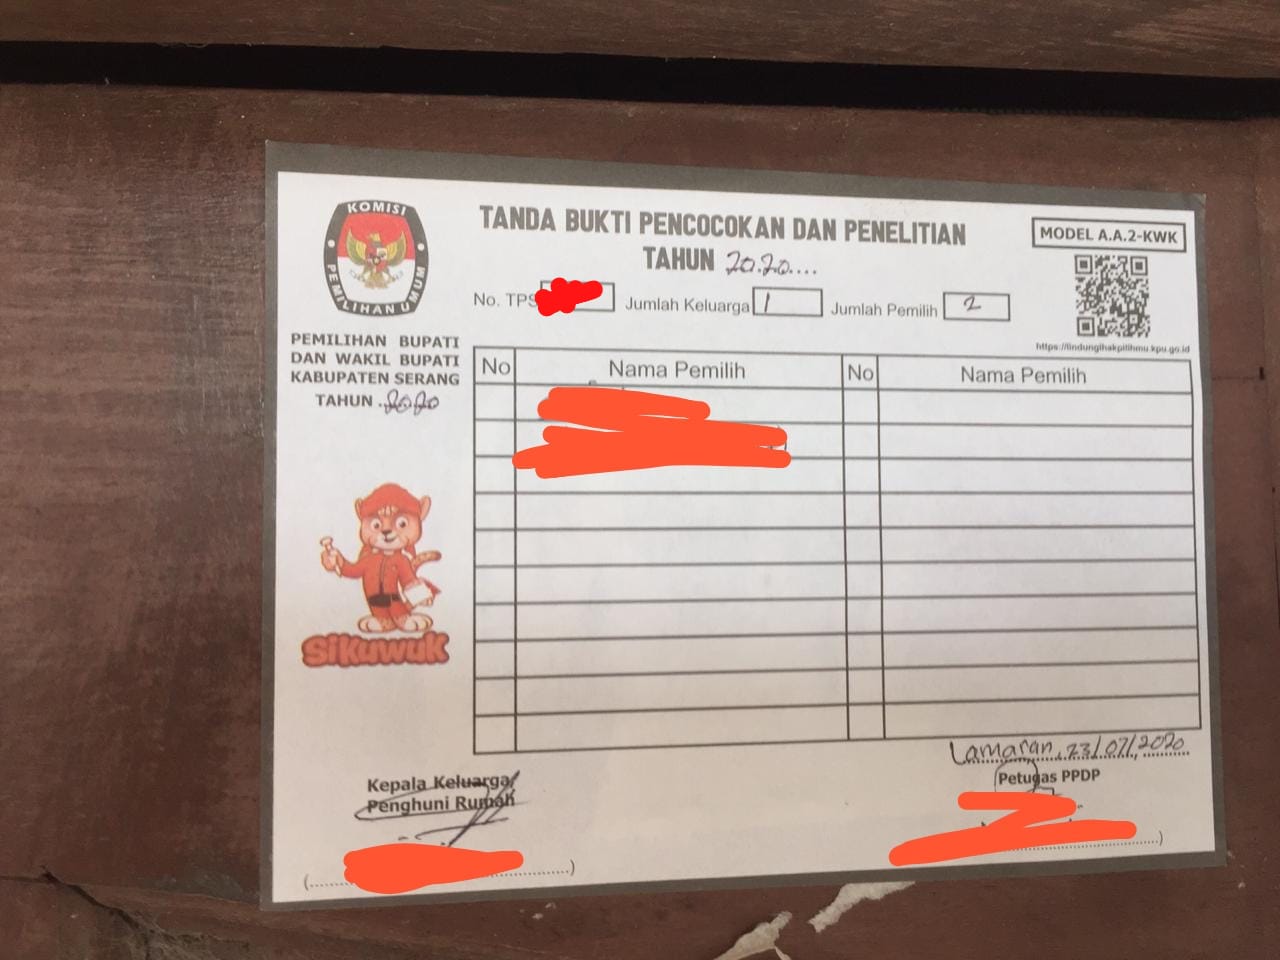 KOMISI
PEMILIHAN UMUM
TANDA BUKTI PENCOCOKAN DAN PENELITIAN
TAHUN 2020....
MODEL A.A.2-KWK
No. TPS
Jumlah Keluarga 1
Jumlah Pemilih 2
https://lindungihakpilihmu.kpu.go.id
PEMILIHAN BUPATI
DAN WAKIL BUPATI
KABUPATEN SERANG
TAHUN ..2020
No Nama Pemilih No Nama Pemilih
Sikuwuk
Lamaran, 23/07/2020
Kepala Keluarga/
Penghuni Rumah
Petugas PPDP